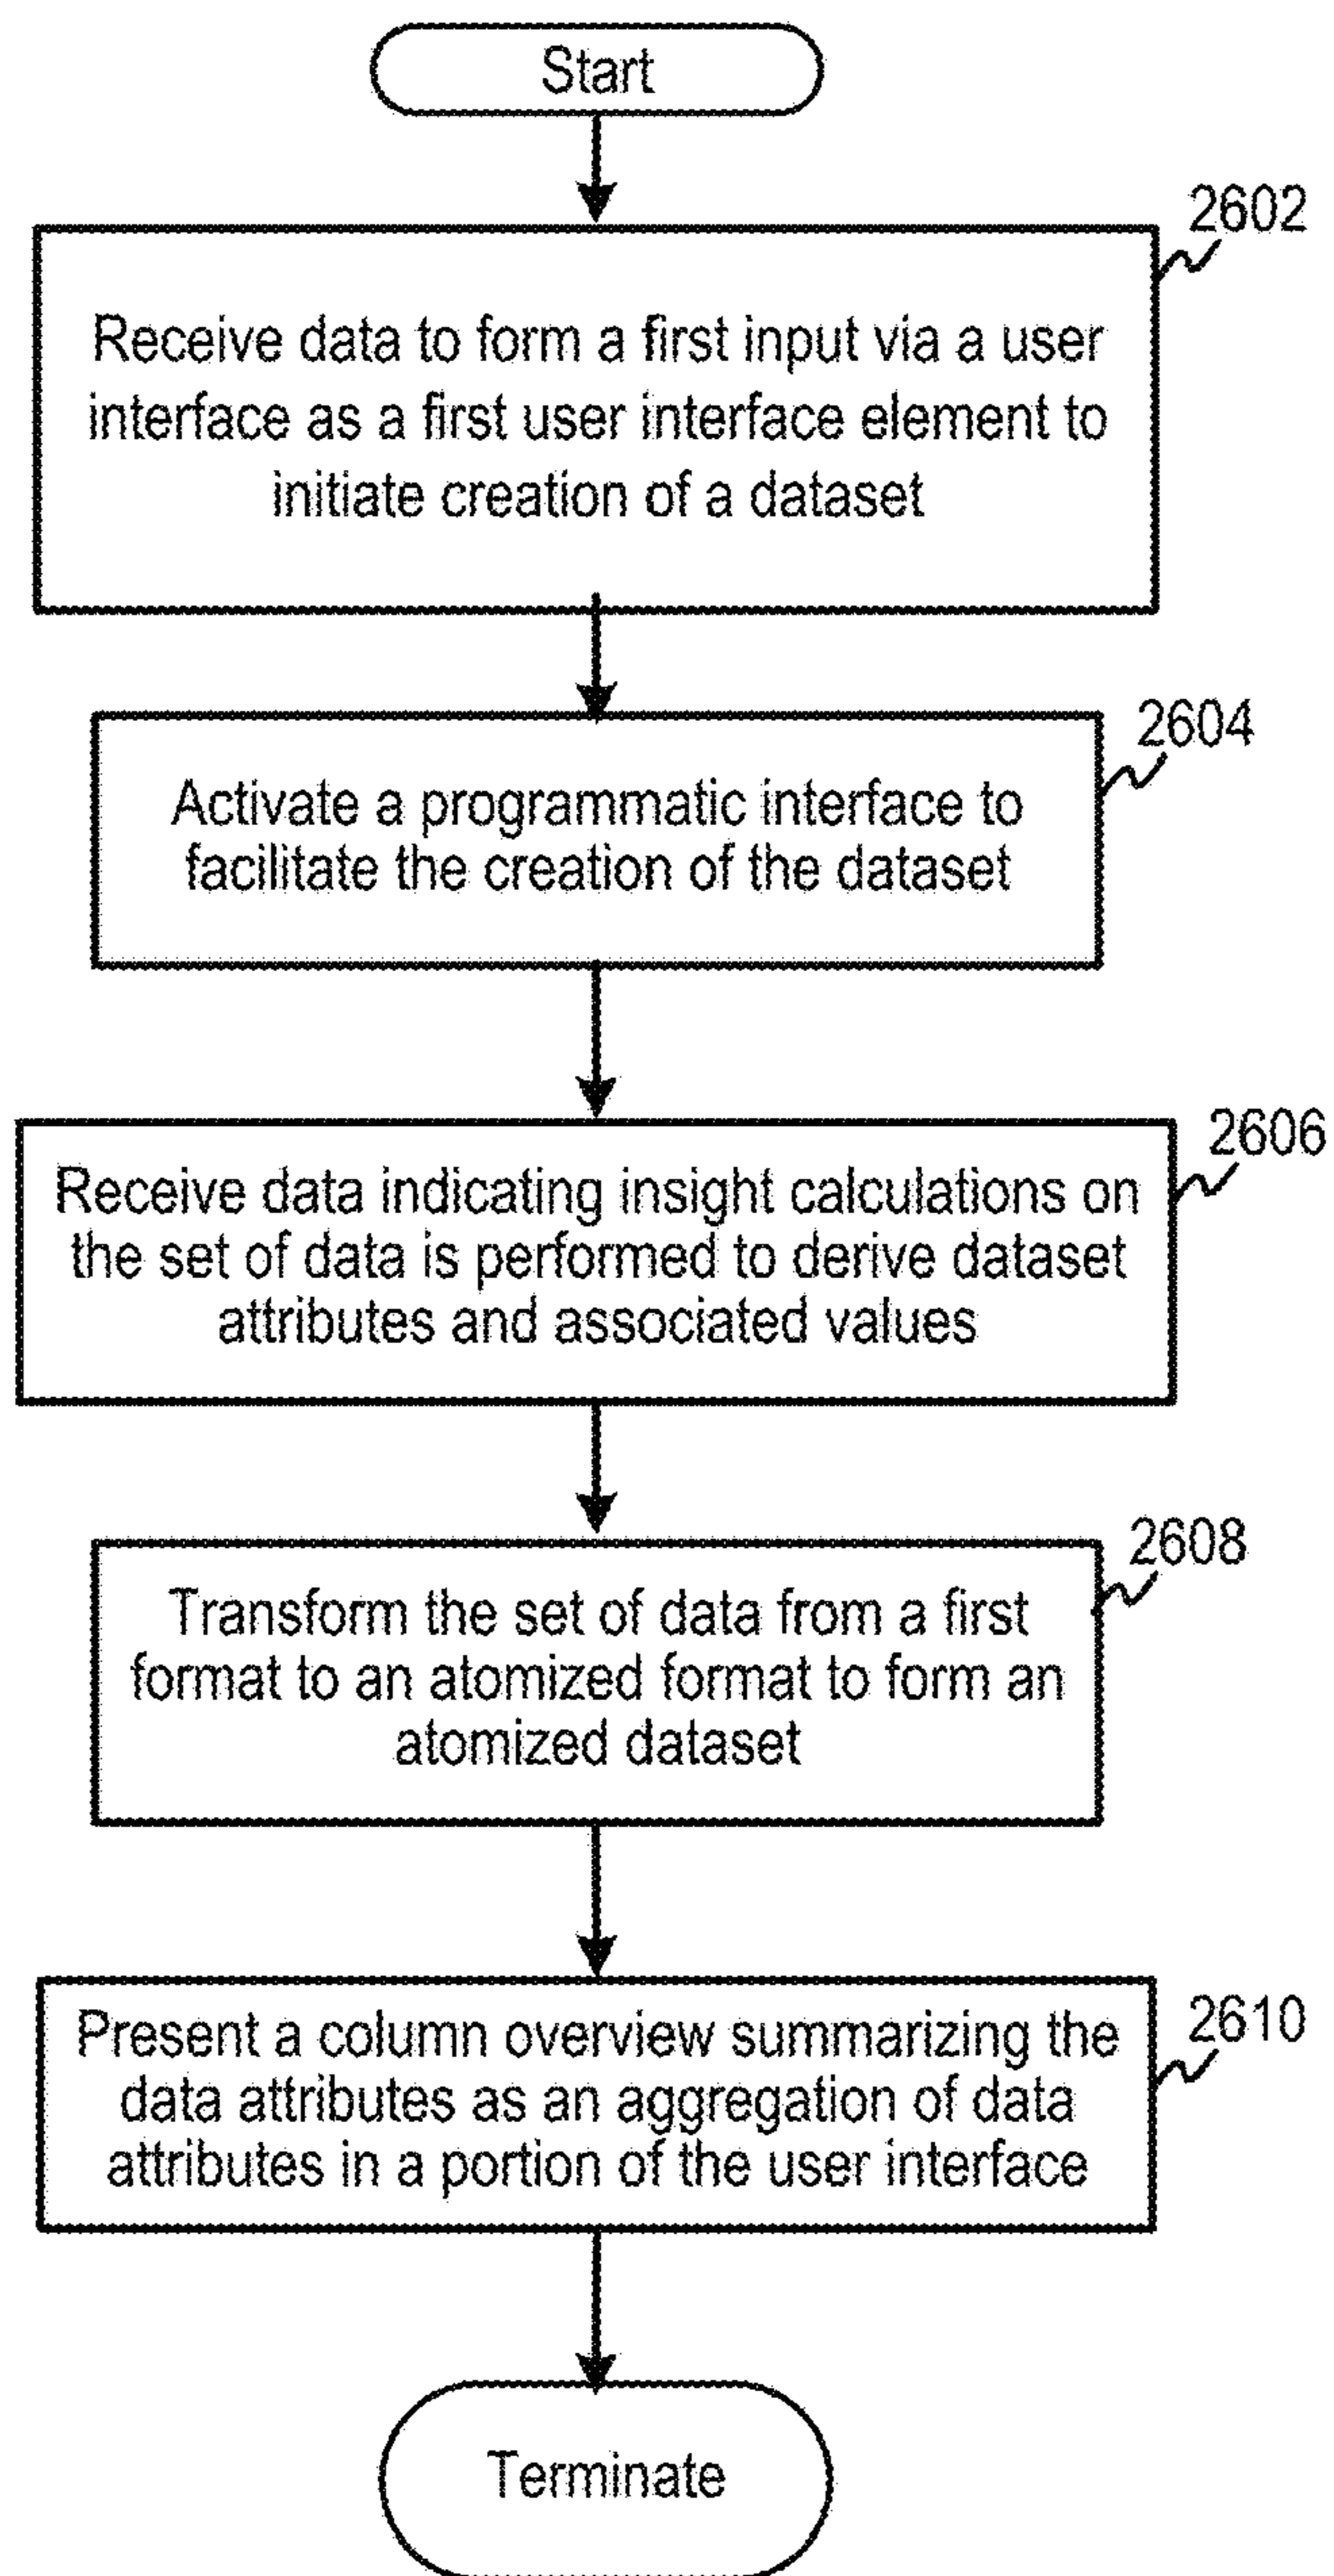 Start
2602
Receive data to form a first input via a user
interface as a first user interface element to
initiate creation of a dataset
2604
Activate a programmatic interface to
facilitate the creation of the dataset
2606
Receive data indicating insight calculations on
the set of data is performed to derive dataset
attributes and associated values
2608
Transform the set of data from a first
format to an atomized format to form an
atomized dataset
2610
Present a column overview summarizing the
data attributes as an aggregation of data
attributes in a portion of the user interface
Terminate